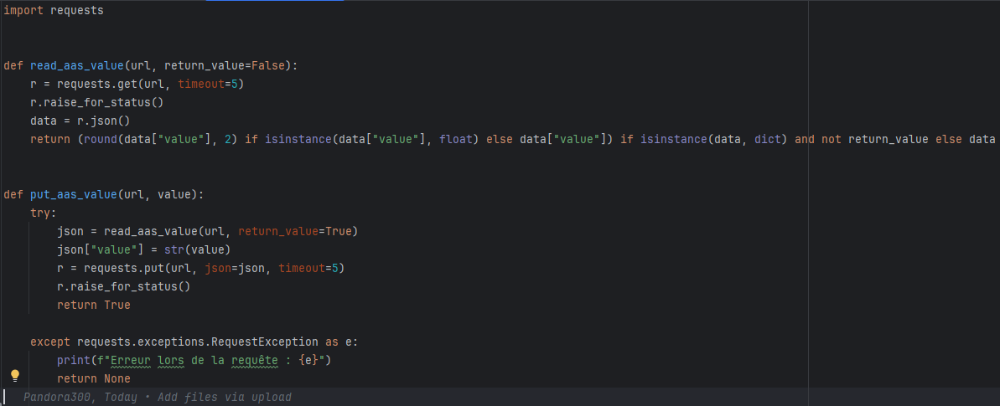 import requests
def read_aas_value(url, return_value=False):
    r = requests.get(url, timeout=5)
    r.raise_for_status()
    data = r.json()
    return (round(data["value"], 2) if isinstance(data["value"], float) else data["value"]) if isinstance(data, dict) and not return_value else data
def put_aas_value(url, value):
    try:
        json = read_aas_value(url, return_value=True)
        json["value"] = str(value)
        r = requests.put(url, json=json, timeout=5)
        r.raise_for_status()
        return True
    except requests.exceptions.RequestException as e:
        print(f"Erreur lors de la requête : {e}")
        return None
Pandora300, Today • Add files via upload